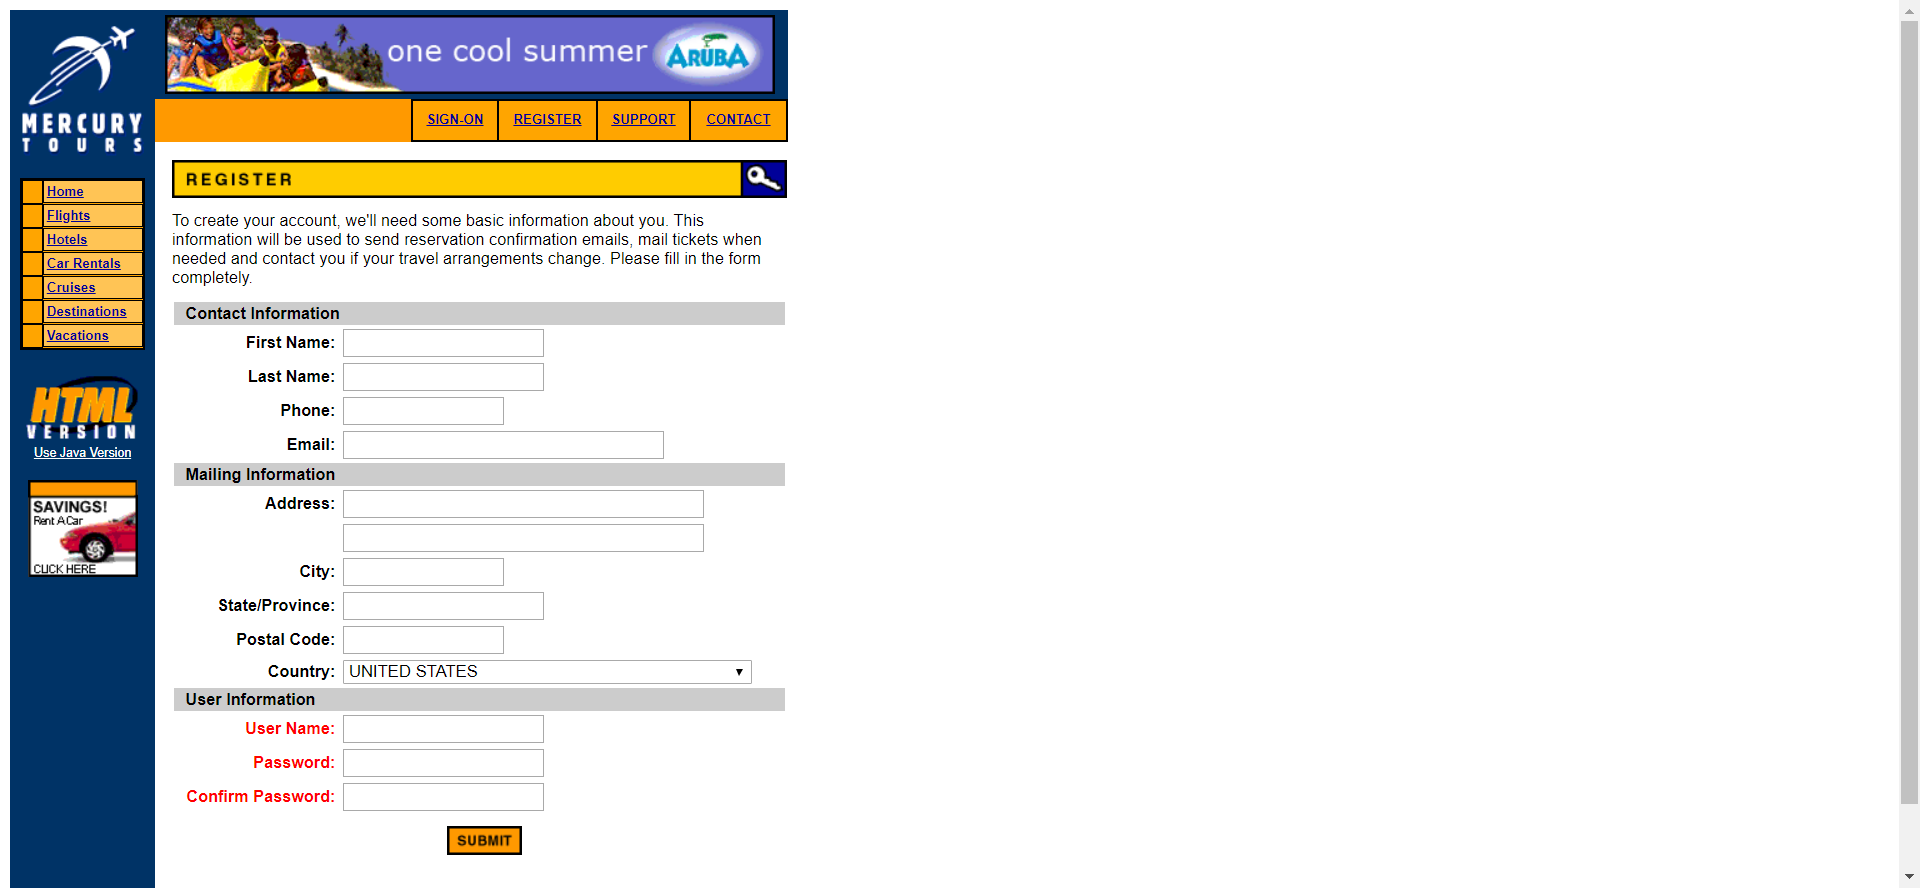 MERCURY
TOURS
one cool summer
ARUBA
SIGN-ON
REGISTER
SUPPORT
CONTACT
Home
Flights
Hotels
Car Rentals
Cruises
Destinations
Vacations
HTML
VERSION
Use Java Version
SAVINGS!
Rent A Car
CLICK HERE
REGISTER
To create your account, we'll need some basic information about you. This
information will be used to send reservation confirmation emails, mail tickets when
needed and contact you if your travel arrangements change. Please fill in the form
completely.
Contact Information
First Name:
Last Name:
Phone:
Email:
Mailing Information
Address:
City:
State/Province:
Postal Code:
Country: UNITED STATES
User Information
User Name:
Password:
Confirm Password:
SUBMIT